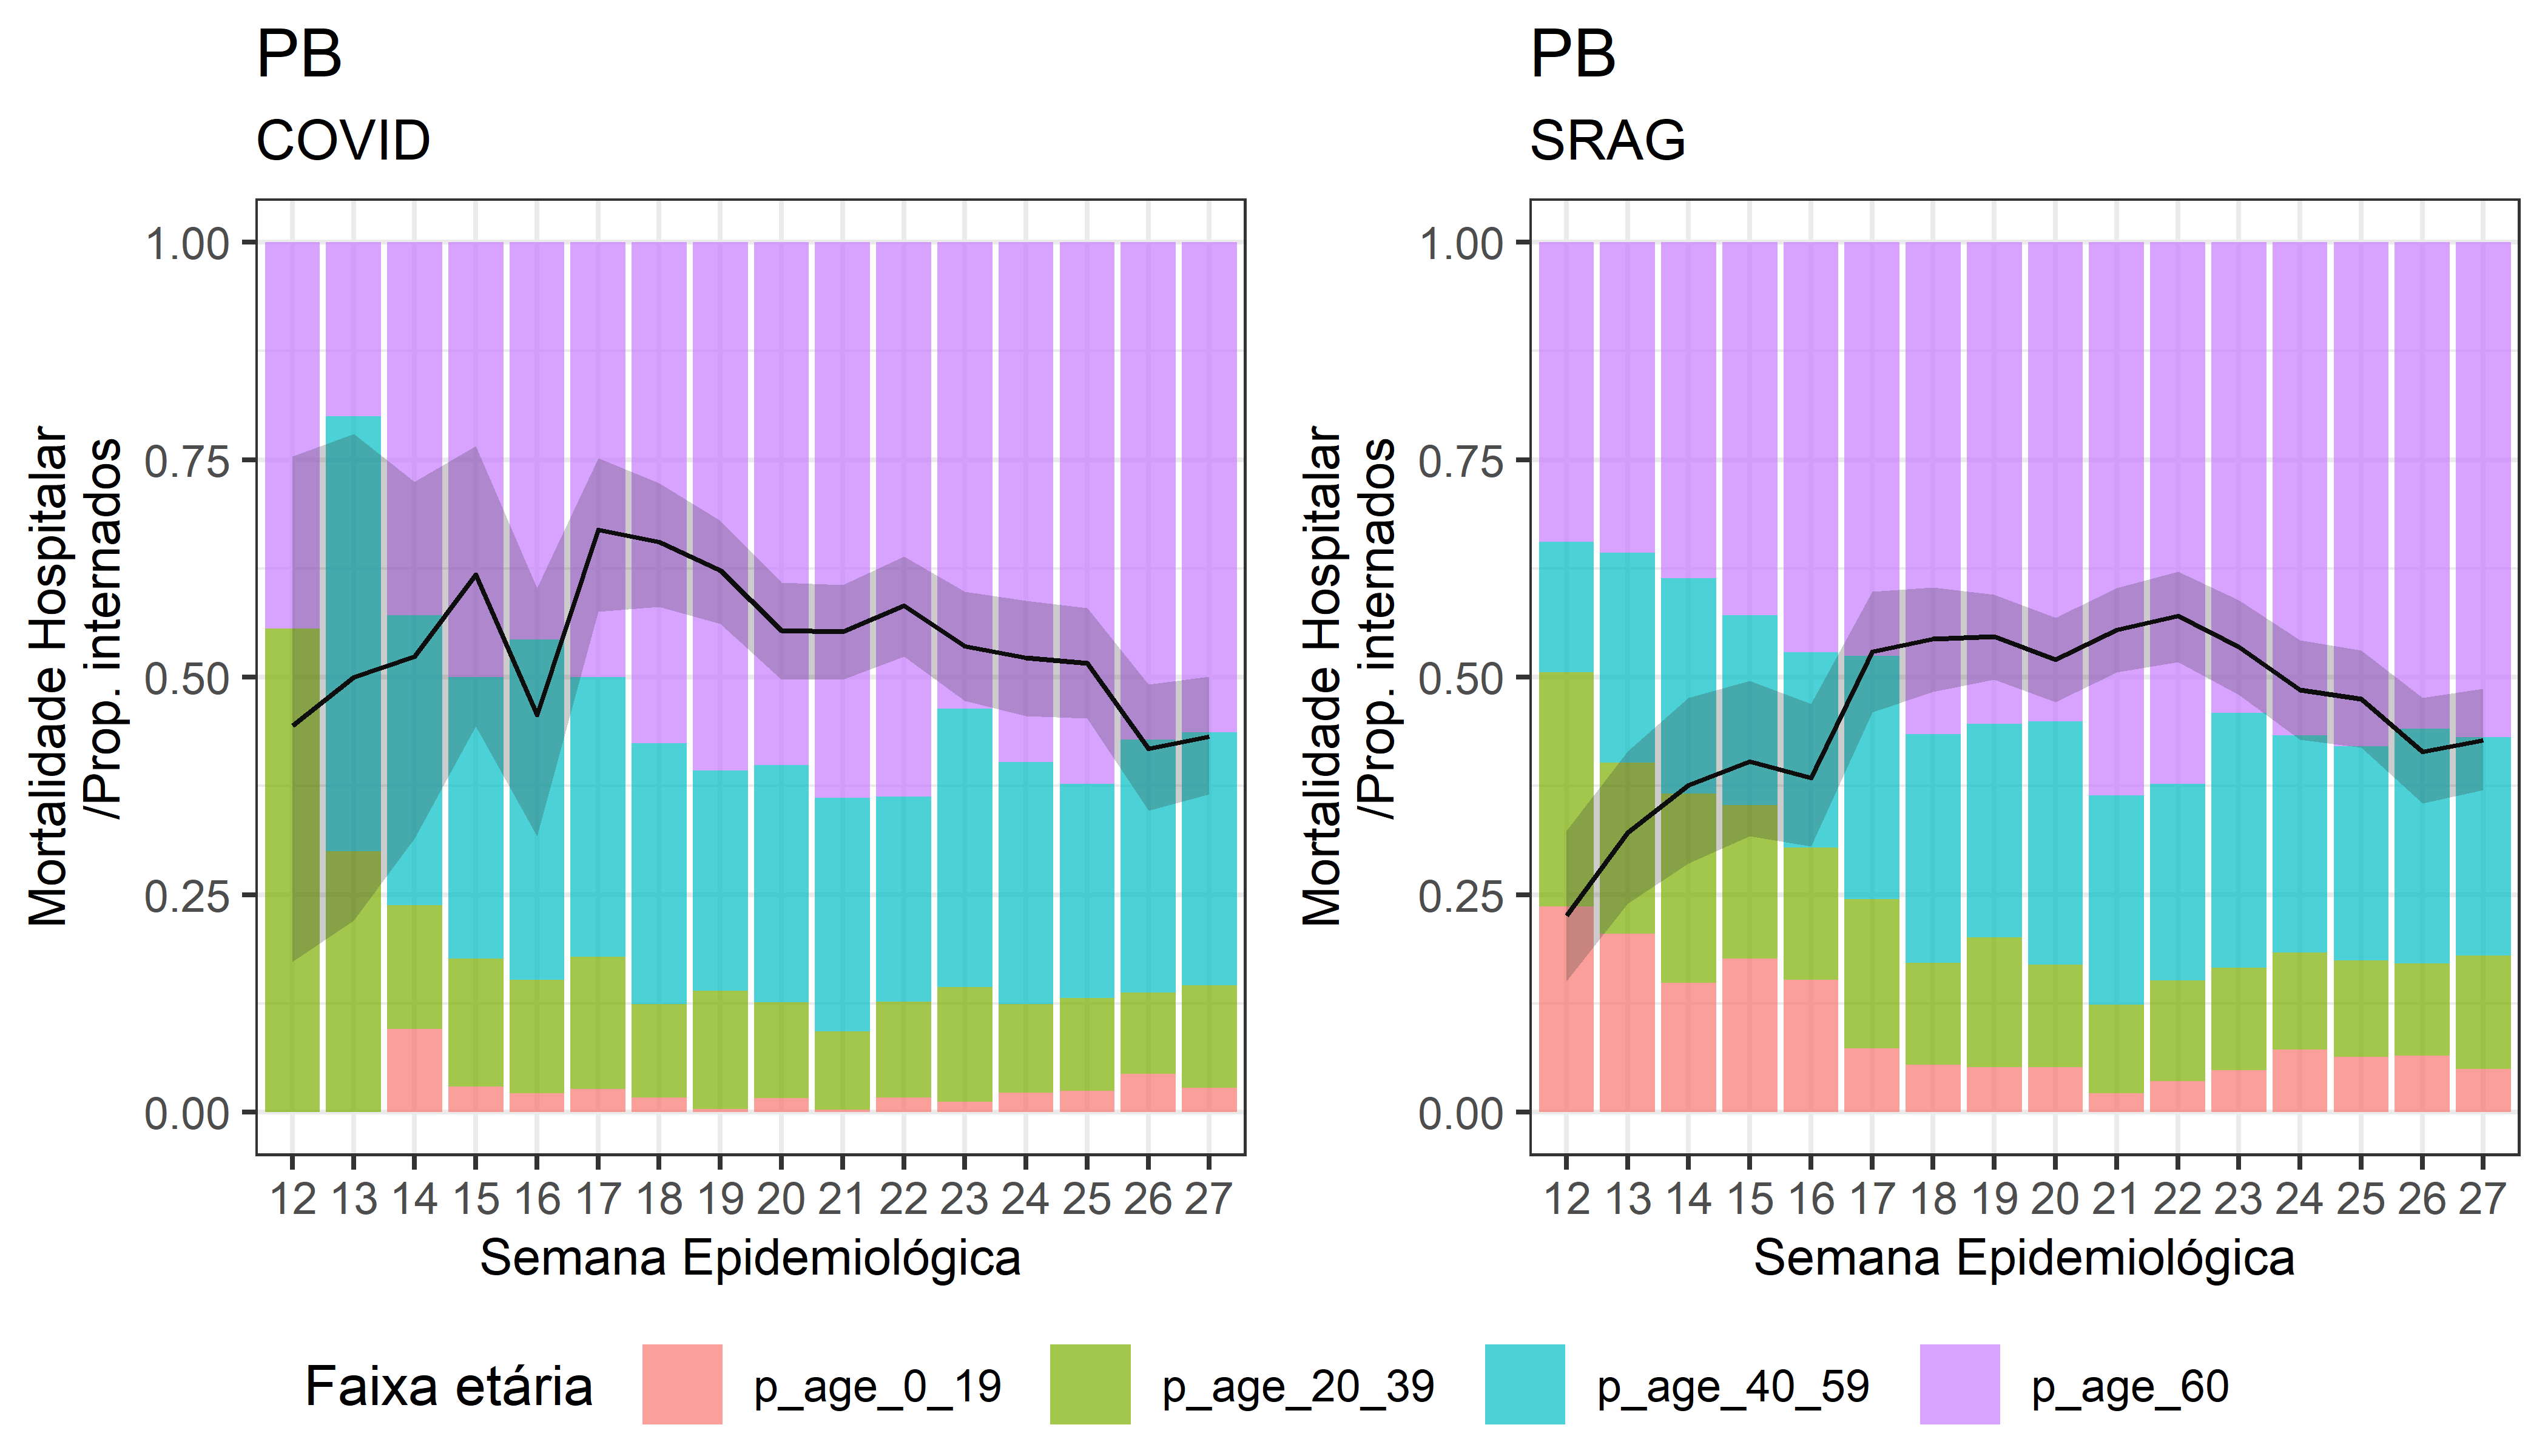 PB
COVID
Mortalidade Hospitalar
/Prop. internados
1.00
0.75
0.50
0.25
0.00
12 13 14 15 16 17 18 19 20 21 22 23 24 25 26 27
Semana Epidemiológica
PB
SRAG
Mortalidade Hospitalar
/Prop. internados
1.00
0.75
0.50
0.25
0.00
12 13 14 15 16 17 18 19 20 21 22 23 24 25 26 27
Semana Epidemiológica
Faixa etária p_age_0_19 p_age_20_39 p_age_40_59 p_age_60